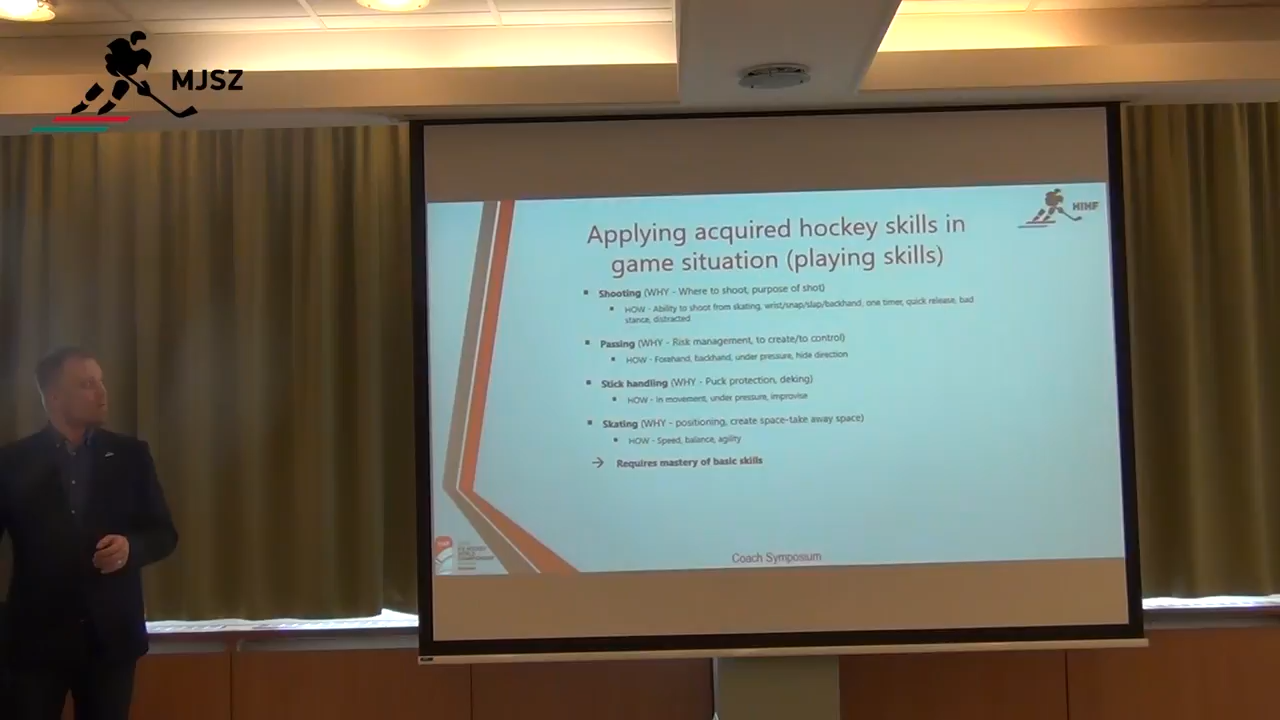 MJSZ
HIHF
Applying acquired hockey skills in
game situation (playing skills)
Shooting (WHY - Where to shoot, purpose of shot)
HOW - Ability to shoot from skating, wrist/snap/slap/backhand, one timer, quick release, bad
stance, distracted
Passing (WHY - Risk management, to create/to control)
HOW - Forehand, backhand, under pressure, hide direction
Stick handling (WHY - Puck protection, deking)
HOW - In movement, under pressure, improvise
Skating (WHY - positioning, create space-take away space)
HOW - Speed, balance, agility
→ Requires mastery of basic skills
Coach Symposium